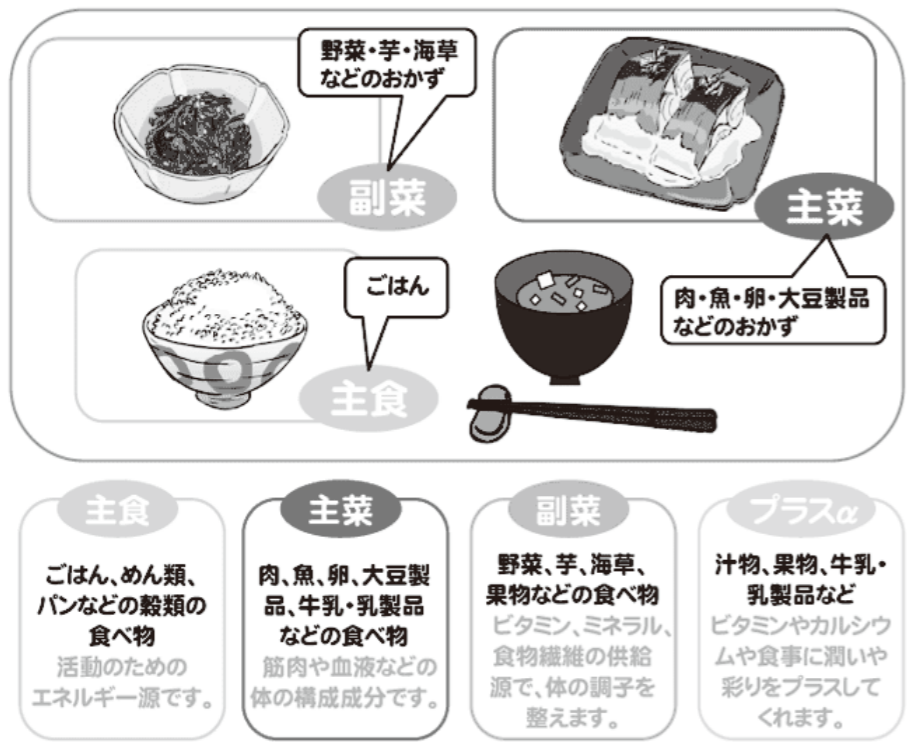 野菜・芋・海草
などのおかず
副菜
主菜
ごはん
肉・魚・卵・大豆製品
などのおかず
主食
主食
ごはん、めん類、
パンなどの穀類の
食べ物
活動のための
エネルギー源です。
主菜
肉、魚、卵、大豆製
品、牛乳・乳製品
などの食べ物
筋肉や血液などの
体の構成成分です。
副菜
野菜、芋、海草、
果物などの食べ物
ビタミン、ミネラル、
食物繊維の供給
源で、体の調子を
整えます。
プラスα
汁物、果物、牛乳・
乳製品など
ビタミンやカルシウ
ムや食事に潤いや
彩りをプラスして
くれます。